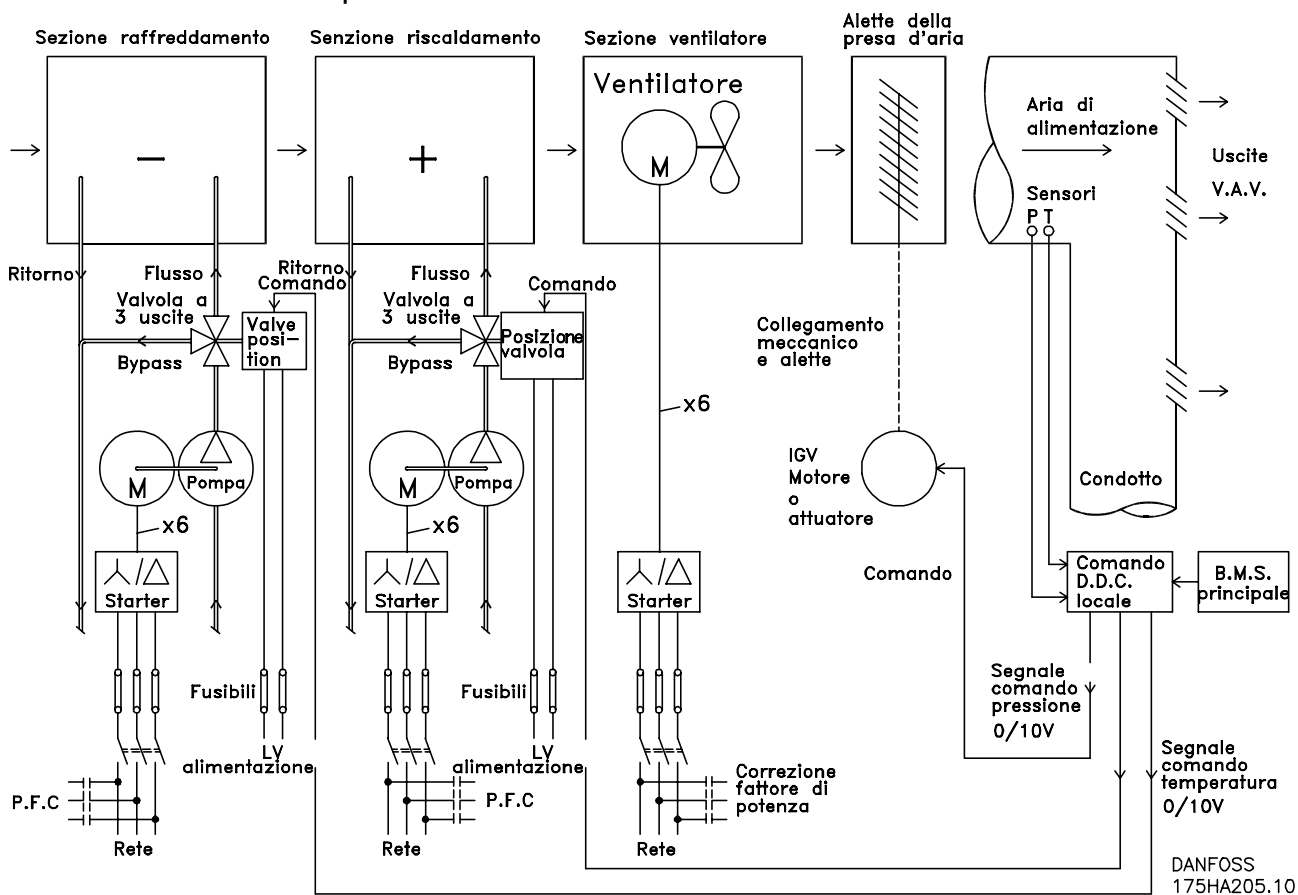 Sezione raffreddamento
Senzione riscaldamento
Sezione ventilatore
Alette della
presa d'aria
Ventilatore
M
−
+
Aria di
alimentazione
Uscite
V.A.V.
Sensori
P T
Ritorno
Flusso
Valvola a
3 uscite
Bypass
Valve
posi-
tion
Ritorno
Comando
Flusso
Valvola a
3 uscite
Bypass
Comando
Posizione
valvola
Collegamento
meccanico
e alette
x6
M
Pompa
x6
M
Pompa
x6
IGV
Motore
o
attuatore
Condotto
Starter
Starter
Starter
Comando
Comando
D.D.C.
locale
B.M.S.
principale
Fusibili
Fusibili
Segnale
comando
pressione
0/10V
LV
alimentazione
LV
alimentazione
Segnale
comando
temperatura
0/10V
P.F.C
P.F.C
Correzione
fattore di
potenza
Rete
Rete
Rete
DANFOSS
175HA205.10